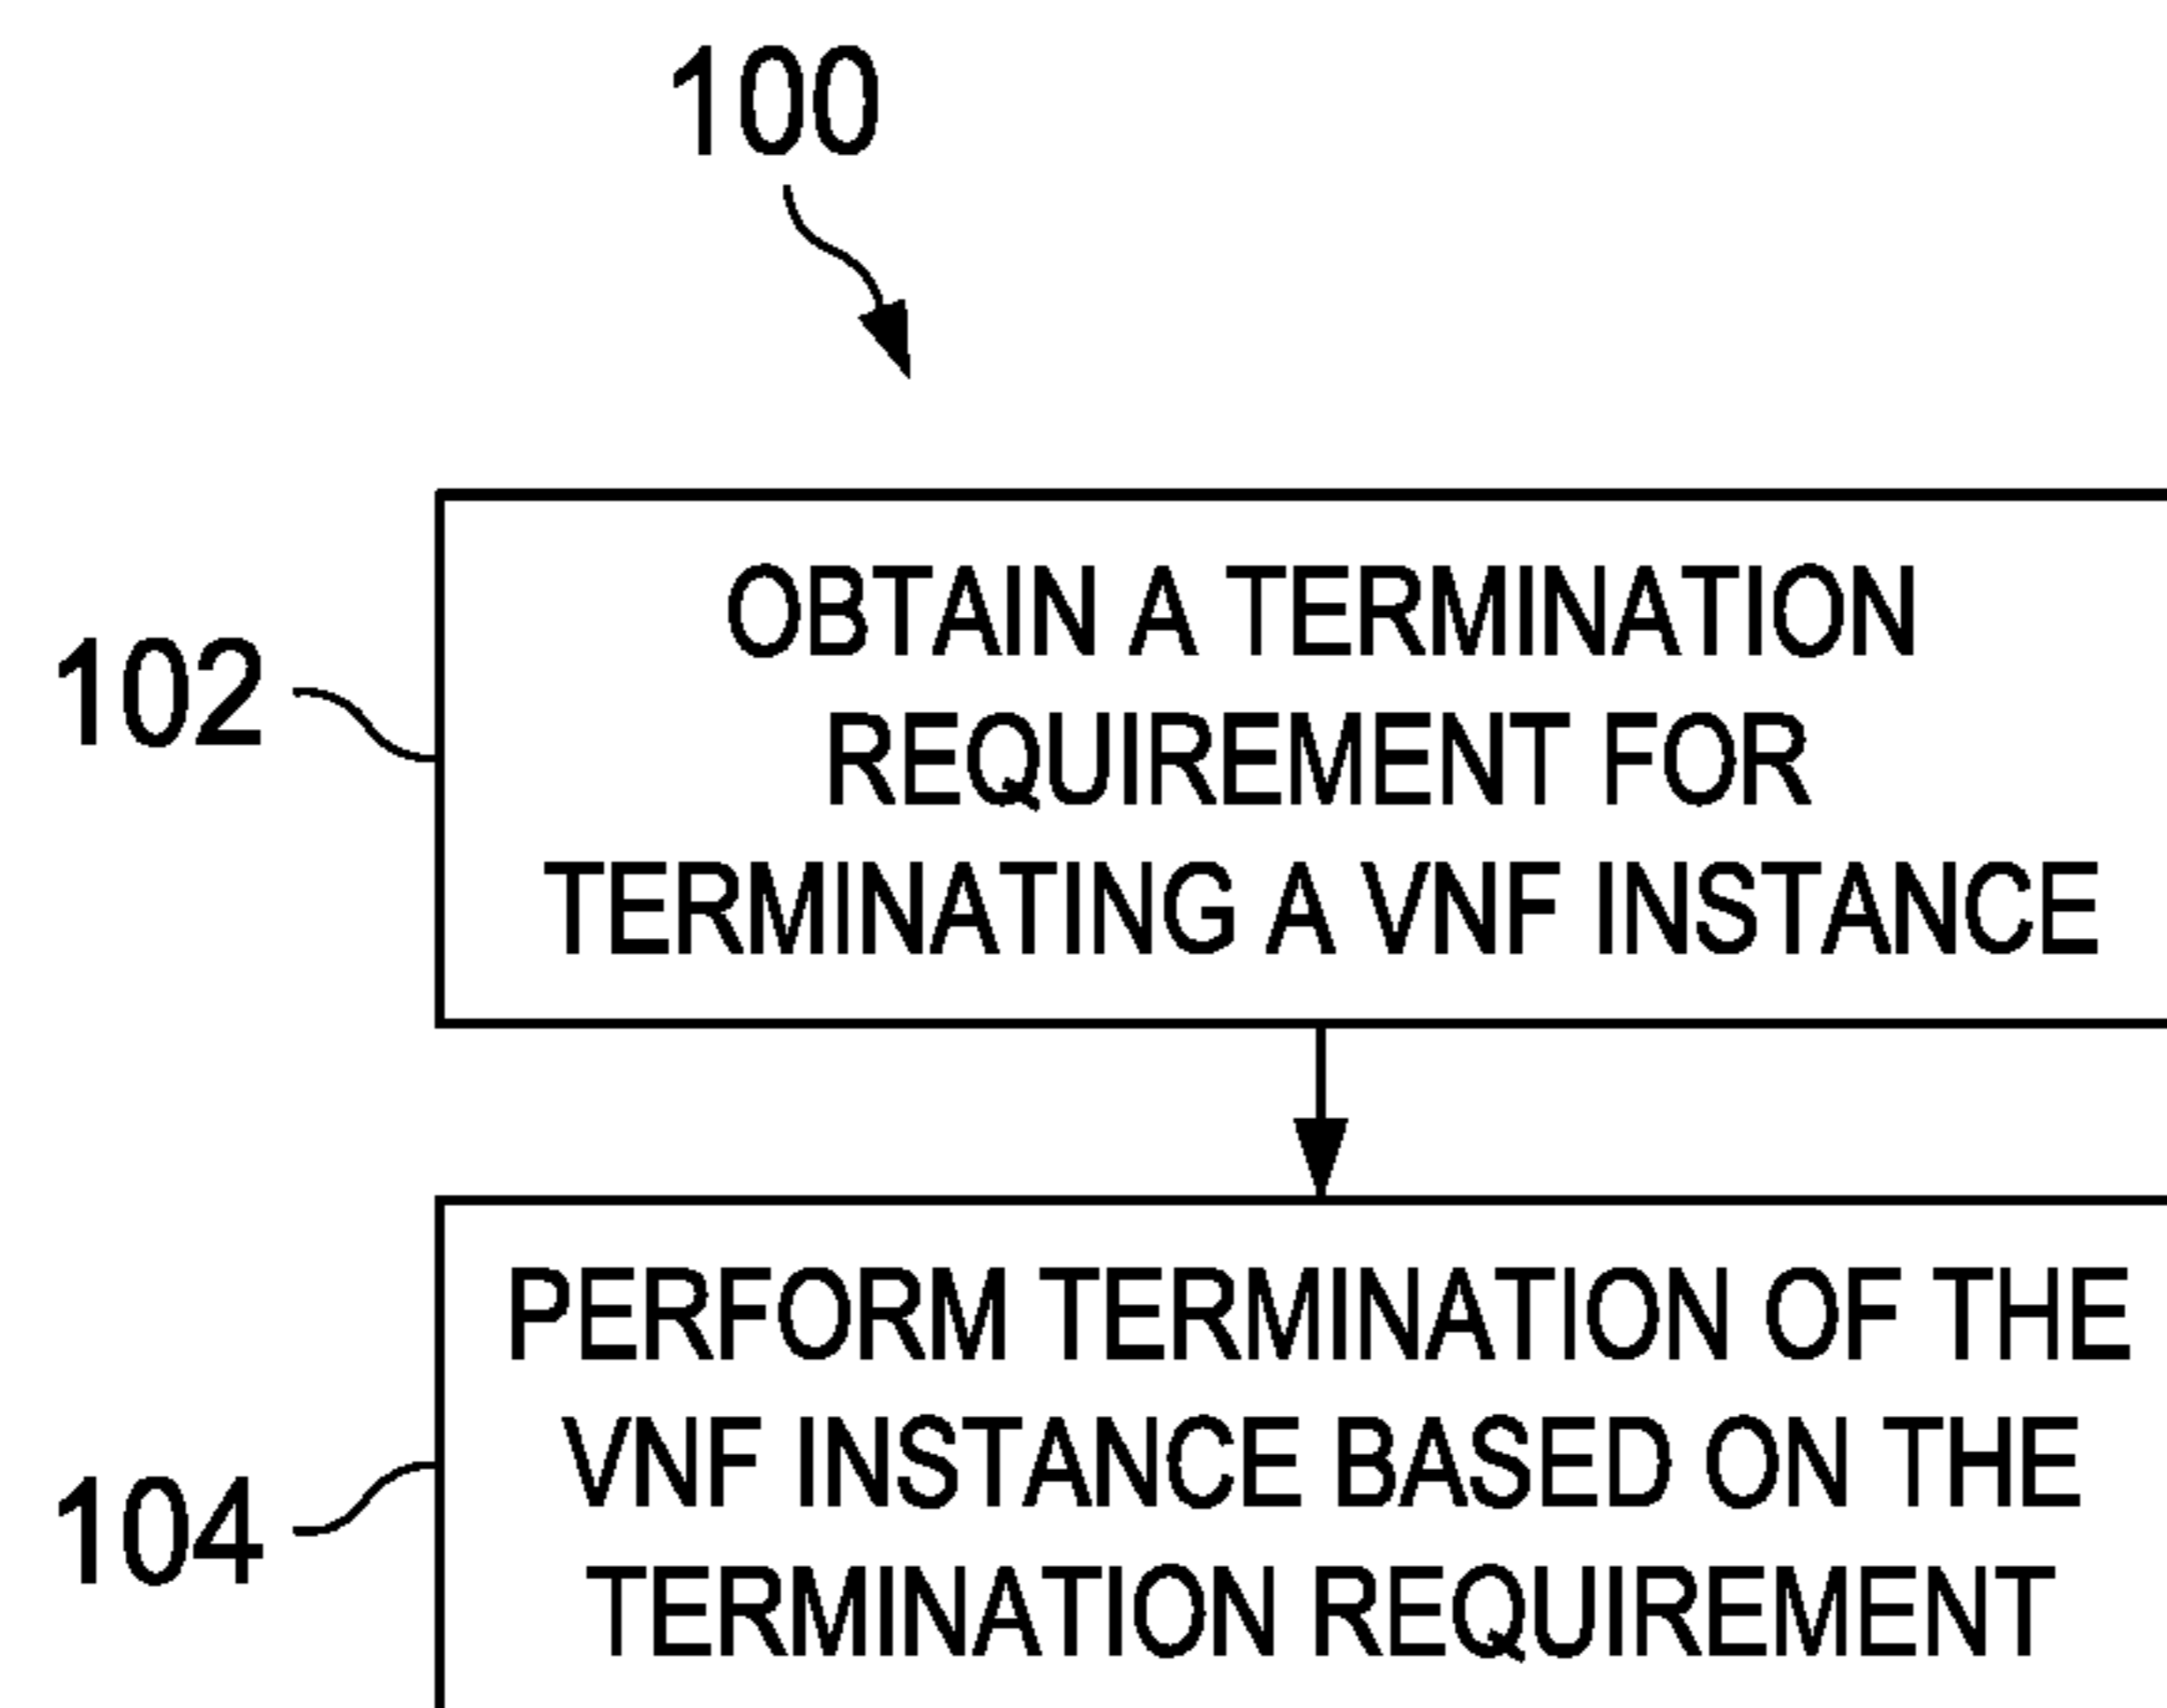 100
102
OBTAIN A TERMINATION
REQUIREMENT FOR
TERMINATING A VNF INSTANCE
104
PERFORM TERMINATION OF THE
VNF INSTANCE BASED ON THE
TERMINATION REQUIREMENT